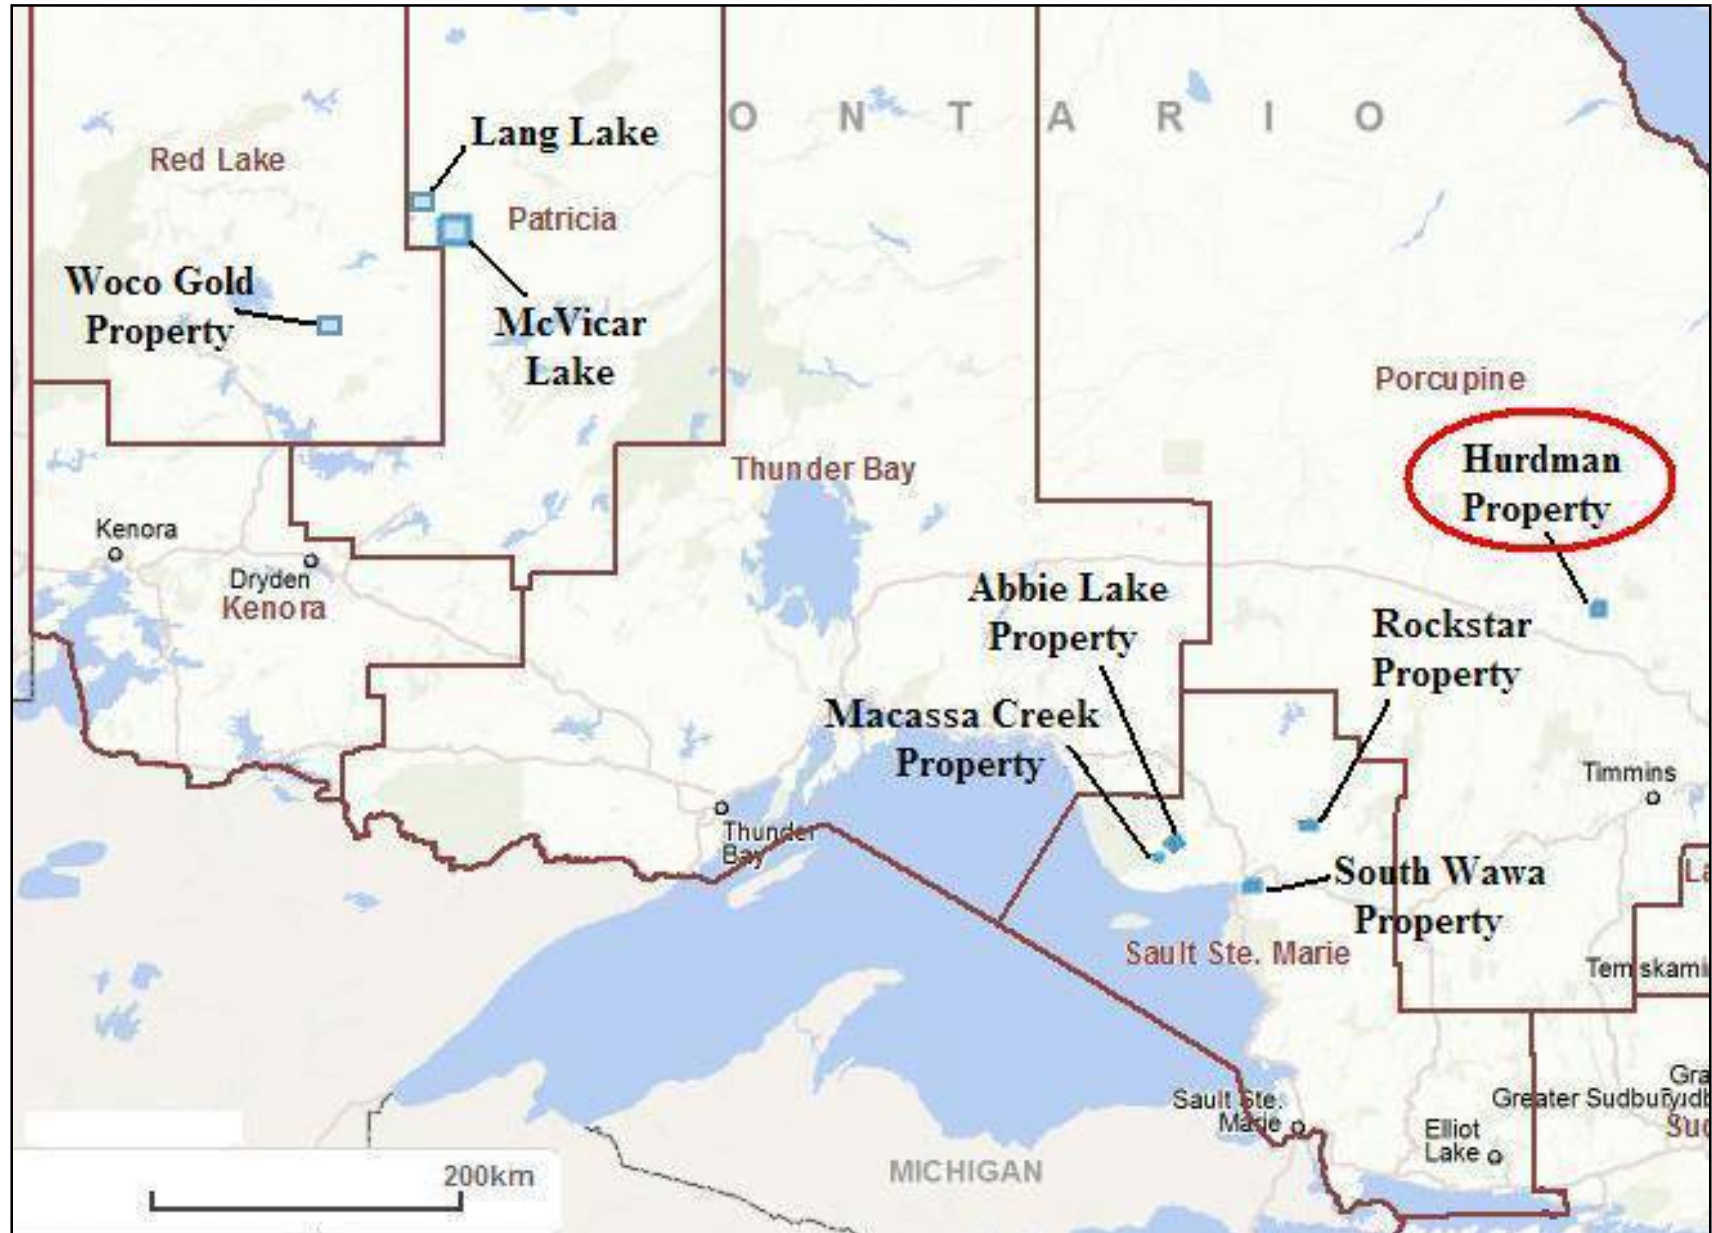 O N T A R I O
Lang Lake
Red Lake
Patricia
Woco Gold
Property
McVicar
Lake
Porcupine
Hurdman
Property
Thunder Bay
Kenora
Dryden
Kenora
Abbie Lake
Property
Rockstar
Property
Macassa Creek
Property
Timmins
Thunder
Bay
South Wawa
Property
Sault Ste. Marie
Sault Ste.
Marie
Elliot
Lake
Greater Sudbury
MICHIGAN
200km